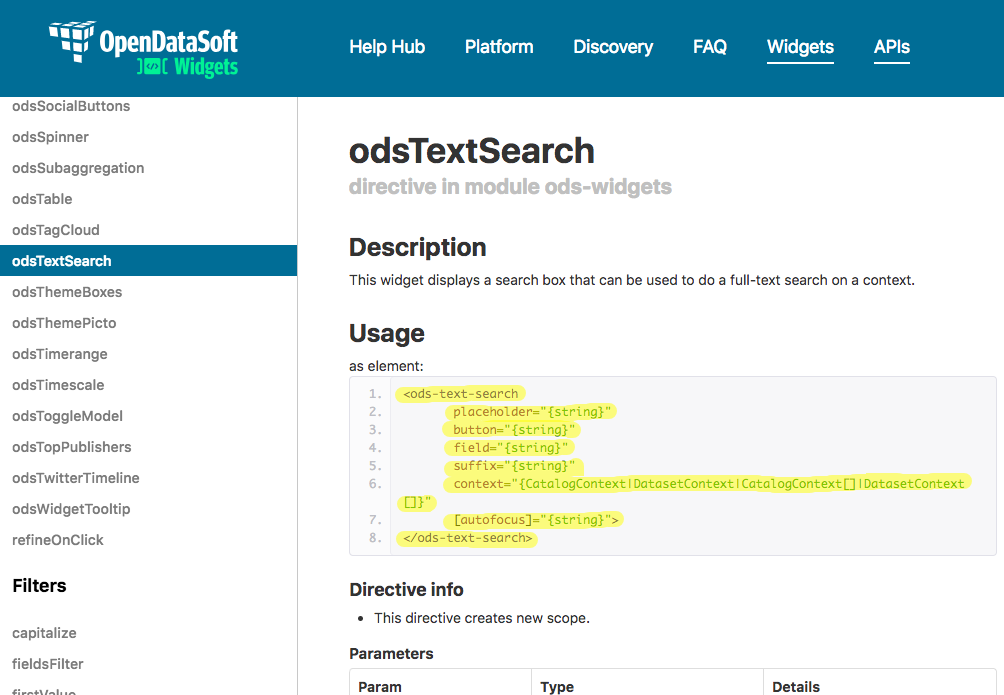 OpenDataSoft
Widgets
Help Hub
Platform
Discovery
FAQ
Widgets
APIs
odsSocialButtons
odsSpinner
odsSubaggregation
odsTable
odsTagCloud
odsTextSearch
odsThemeBoxes
odsThemePicto
odsTimerange
odsTimescale
odsToggleModel
odsTopPublishers
odsTwitterTimeline
odsWidgetTooltip
refineOnClick
Filters
capitalize
fieldsFilter
firstValue
odsTextSearch
directive in module ods-widgets
Description
This widget displays a search box that can be used to do a full-text search on a context.
Usage
as element:
1. <ods-text-search
2. placeholder="{string}"
3. button="{string}"
4. field="{string}"
5. suffix="{string}"
6. context="{CatalogContext|DatasetContext|CatalogContext[]|DatasetContext
[]}"
7. [autofocus]="{string}">
8. </ods-text-search>
Directive info
• This directive creates new scope.
Parameters
Param Type Details